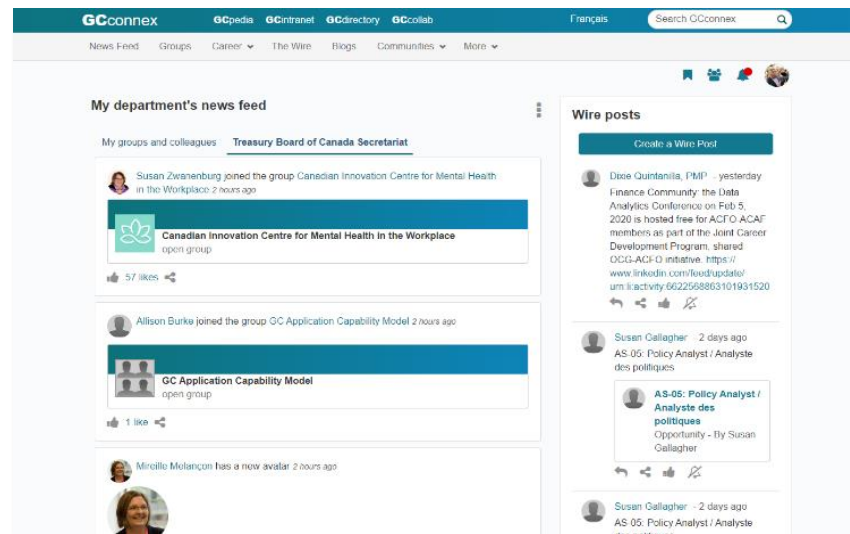 GCconnex GCpedia GCintranet GCdirectory GCcollab Français Search GCconnex
News Feed Groups Career The Wire Blogs Communities More
My department's news feed
My groups and colleagues Treasury Board of Canada Secretariat
Susan Zwanenburg joined the group Canadian Innovation Centre for Mental Health
in the Workplace 2 hours ago
Canadian Innovation Centre for Mental Health in the Workplace
open group
57 likes
Allison Burke joined the group GC Application Capability Model 2 hours ago
GC Application Capability Model
open group
1 like
Mireille Melançon has a new avatar 2 hours ago
Wire posts
Create a Wire Post
Dixie Quintanilla, PMP - yesterday
Finance Community: the Data
Analytics Conference on Feb 5,
2020 is hosted free for ACFO ACAF
members as part of the Joint Career
Development Program, shared
OCG-ACFO initiative. https://
www.linkedin.com/feed/update/
urn:li:activity:6622568863101931520
Susan Gallagher - 2 days ago
AS-05: Policy Analyst / Analyste
des politiques
AS-05: Policy Analyst /
Analyste des
politiques
Opportunity - By Susan
Gallagher
Susan Gallagher - 2 days ago
AS-05: Policy Analyst / Analyste